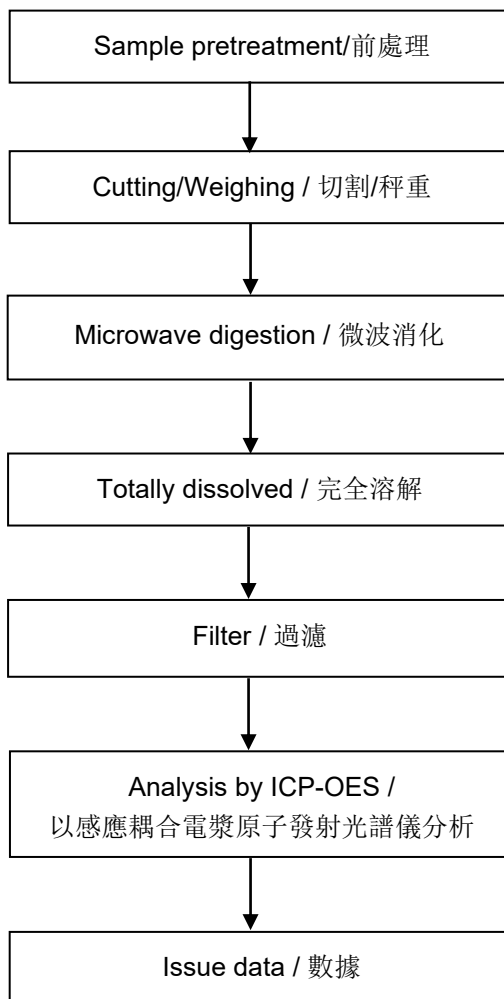 Sample pretreatment/前處理
Cutting/Weighing / 切割/秤重
Microwave digestion / 微波消化
Totally dissolved / 完全溶解
Filter / 過濾
Analysis by ICP-OES /
以感應耦合電漿原子發射光譜儀分析
Issue data / 數據